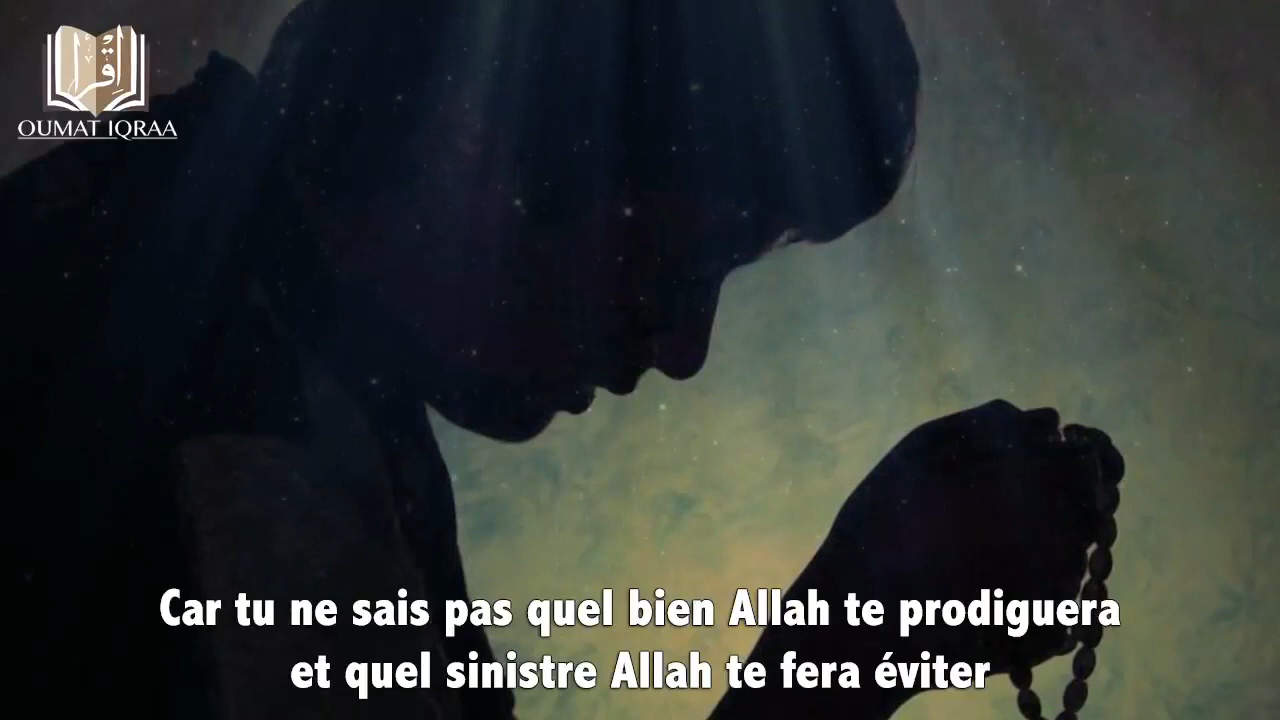 اقرأ
OUMAT IQRAA
Car tu ne sais pas quel bien Allah te prodiguera
et quel sinistre Allah te fera éviter